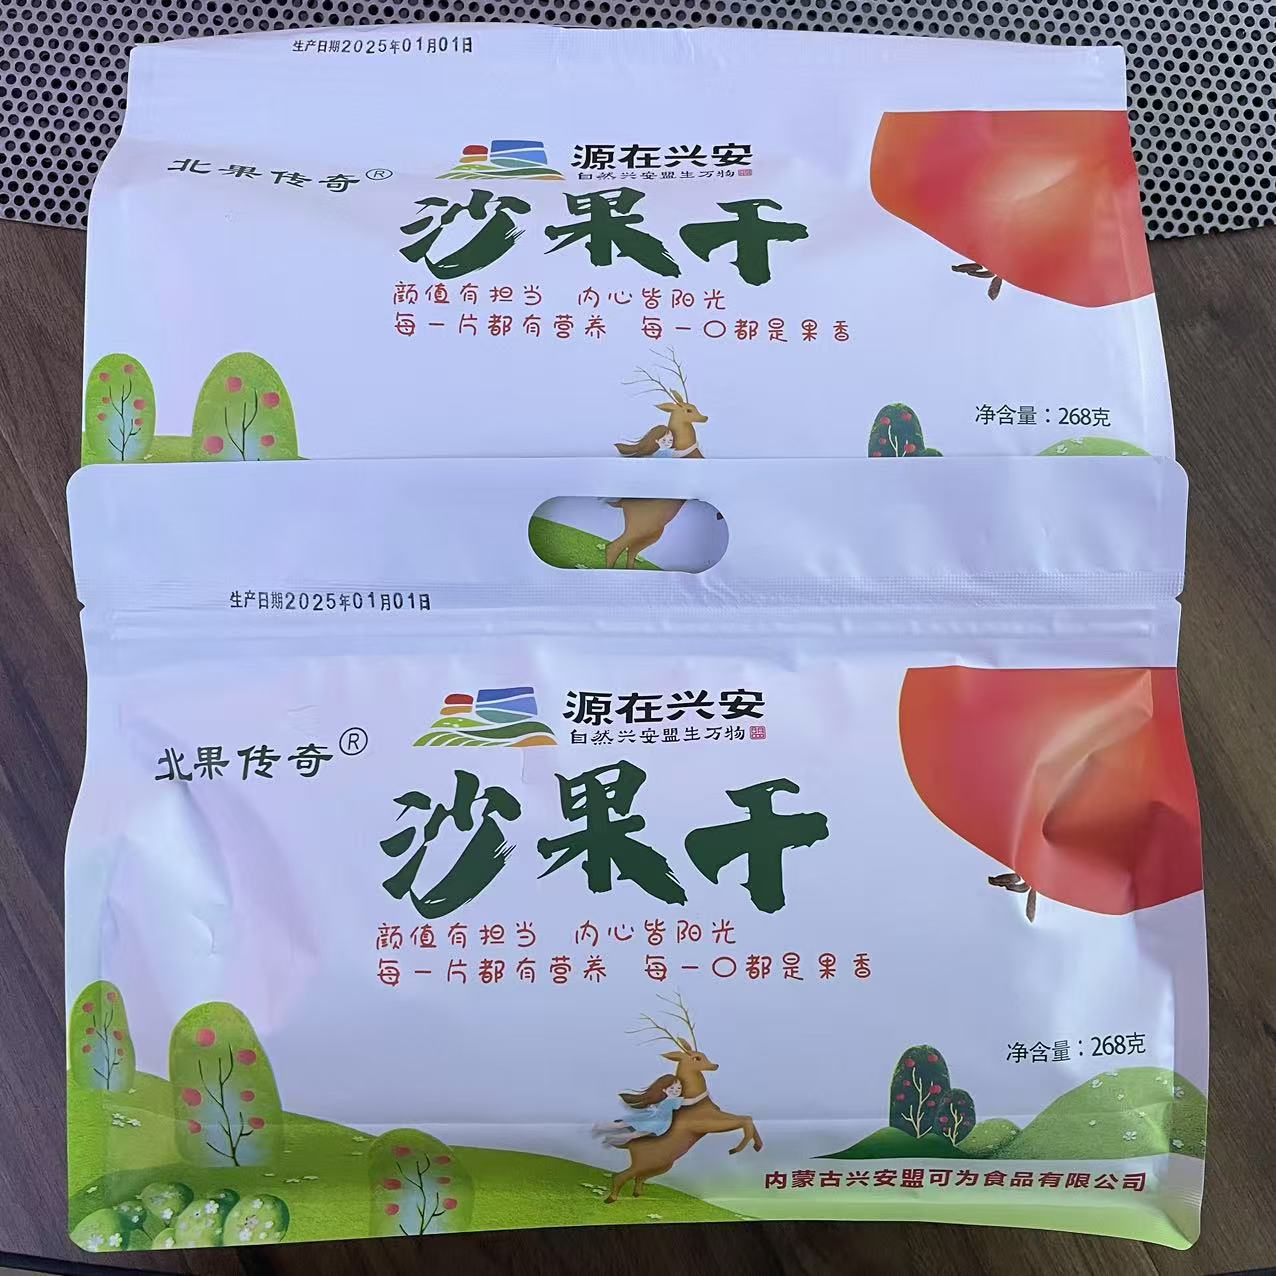 生产日期2025年01月01日
北果传奇®
源在兴安
自然兴安盟生万物
沙果干
颜值有担当 内心皆阳光
每一片都有营养 每一口都是果香
净含量：268克
生产日期2025年01月01日
北果传奇®
源在兴安
自然兴安盟生万物
沙果干
颜值有担当 内心皆阳光
每一片都有营养 每一口都是果香
净含量：268克
内蒙古兴安盟可为食品有限公司